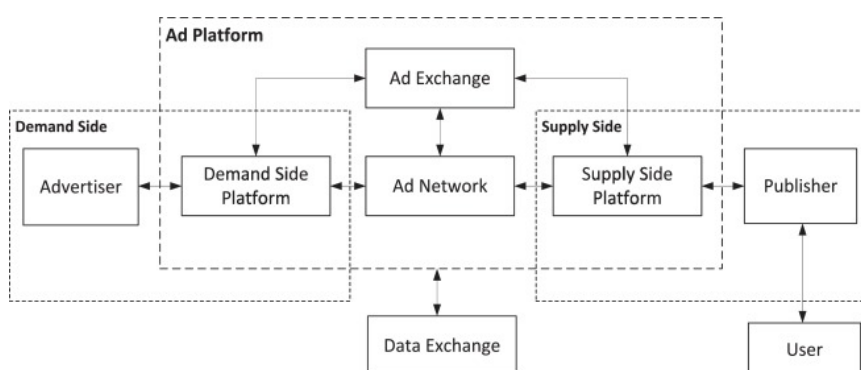 Ad Platform
Ad Exchange
Demand Side
Supply Side
Advertiser
Demand Side
Platform
Ad Network
Supply Side
Platform
Publisher
Data Exchange
User